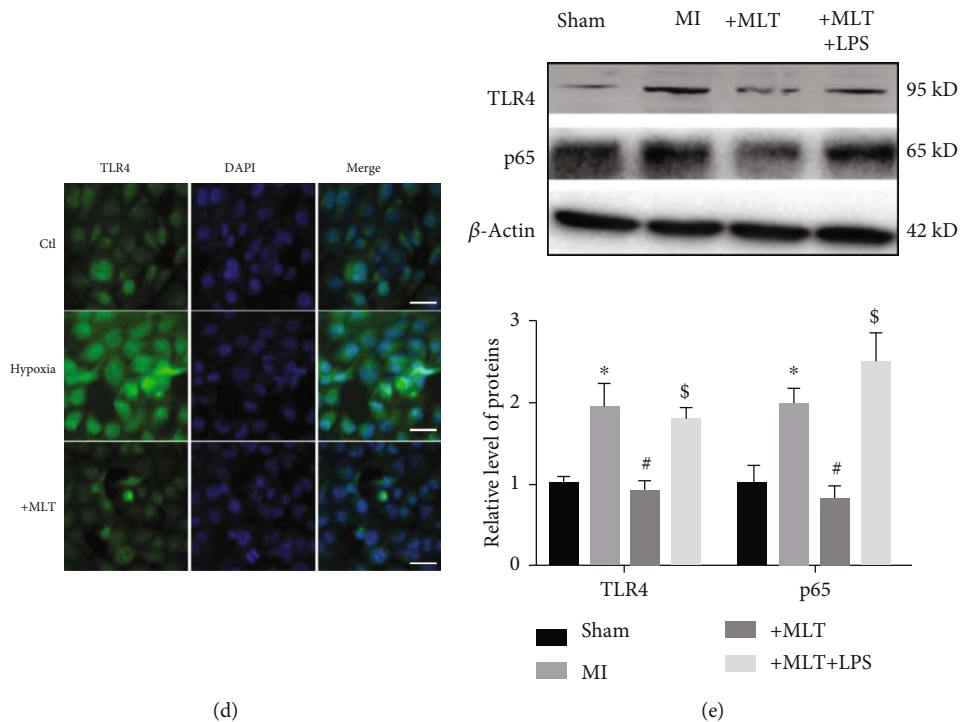 TLR4 DAPI Merge
Ctl
Hypoxia
+MLT
(d)
Sham MI +MLT +MLT
+LPS
TLR4 95 kD
p65 65 kD
β-Actin 42 kD
Relative level of proteins
3
2
1
0
* # $ * # $
TLR4 p65
Sham +MLT
MI +MLT+LPS
(e)